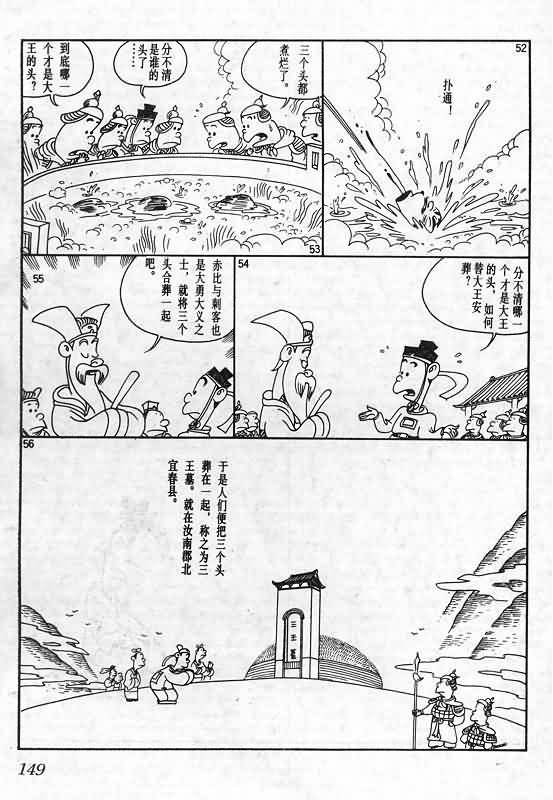 52
扑通！
三个头都
煮烂了。
分不清
是谁的
头了
……
到底哪一
个才是大
王的头？
53
54
分不清哪一
个才是大王
的头，如何
替大王安
葬？
55
赤比与刺客也
是大勇大义之
士，就将三个
头合葬一起
吧。
56
于是人们便把三个头
葬在一起，称之为三
王墓。就在汝南郡北
宜春县。
三王墓
149